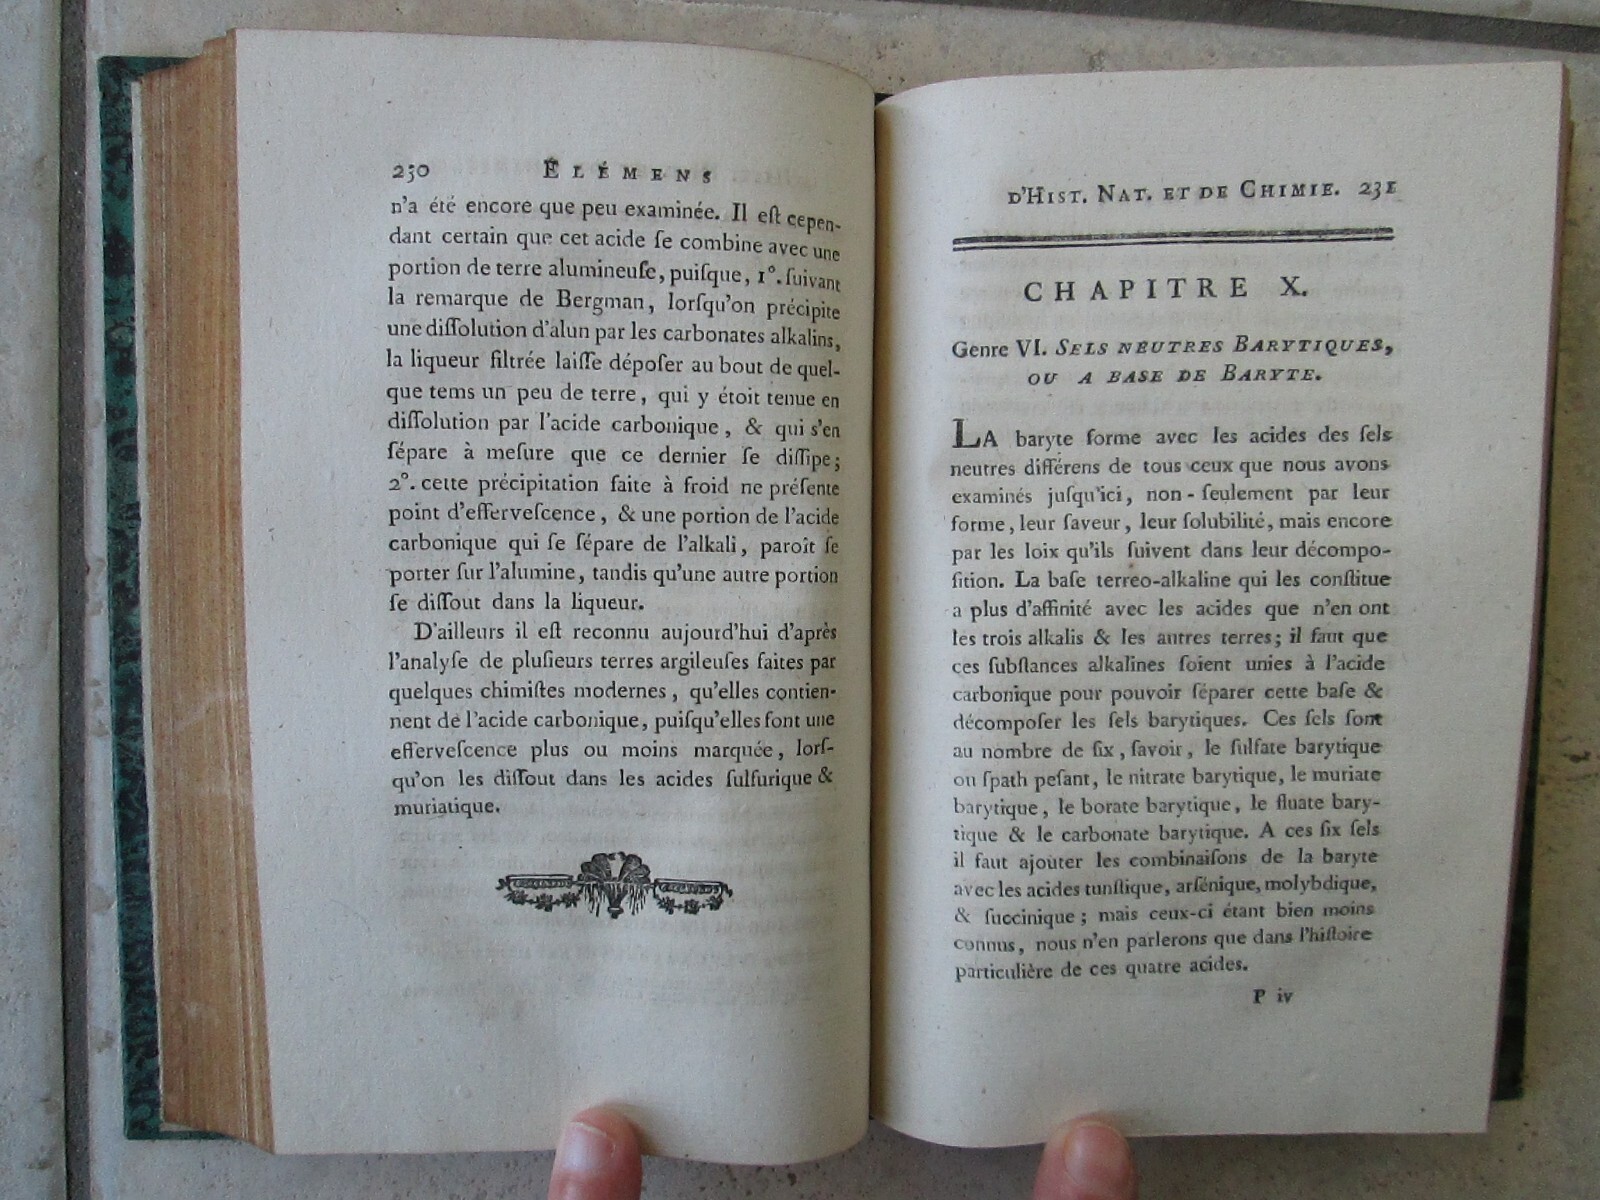 230 ÉLÉMENS
n'a été encore que peu examinée. Il eſt cepen-
dant certain que cet acide ſe combine avec une
portion de terre alumineuſe, puiſque, 1°. ſuivant
la remarque de Bergman, lorſqu'on précipite
une diſſolution d'alun par les carbonates alkalins,
la liqueur filtrée laiſſe dépoſer au bout de quel-
que tems un peu de terre, qui y étoit tenue en
diſſolution par l'acide carbonique, & qui s'en
ſépare à meſure que ce dernier ſe diſſipe;
2°. cette précipitation faite à froid ne préſente
point d'efferveſcence, & une portion de l'acide
carbonique qui ſe ſépare de l'alkali, paroît ſe
porter ſur l'alumine, tandis qu'une autre portion
ſe diſſout dans la liqueur.
D'ailleurs il eſt reconnu aujourd'hui d'après
l'analyſe de pluſieurs terres argileuſes faites par
quelques chimiſtes modernes, qu'elles contien-
nent de l'acide carbonique, puiſqu'elles font une
efferveſcence plus ou moins marquée, lorſ-
qu'on les diſſout dans les acides ſulfurique &
muriatique.
D'HIST. NAT. ET DE CHIMIE. 231
CHAPITRE X.
Genre VI. SELS NEUTRES BARYTIQUES,
OU A BASE DE BARYTE.
LA baryte forme avec les acides des ſels
neutres différens de tous ceux que nous avons
examinés juſqu'ici, non-ſeulement par leur
forme, leur ſaveur, leur ſolubilité, mais encore
par les loix qu'ils ſuivent dans leur décompo-
ſition. La baſe terreo-alkaline qui les conſtitue
a plus d'affinité avec les acides que n'en ont
les trois alkalis & les autres terres; il faut que
ces ſubſtances alkalines ſoient unies à l'acide
carbonique pour pouvoir ſéparer cette baſe &
décompoſer les ſels barytiques. Ces ſels ſont
au nombre de ſix, ſavoir, le ſulfate barytique
ou ſpath peſant, le nitrate barytique, le muriate
barytique, le borate barytique, le fluate bary-
tique & le carbonate barytique. A ces ſix ſels
il faut ajoûter les combinaiſons de la baryte
avec les acides tunſtique, arſénique, molybdique,
& ſuccinique; mais ceux-ci étant bien moins
connus, nous n'en parlerons que dans l'hiſtoire
particulière de ces quatre acides.
P iv